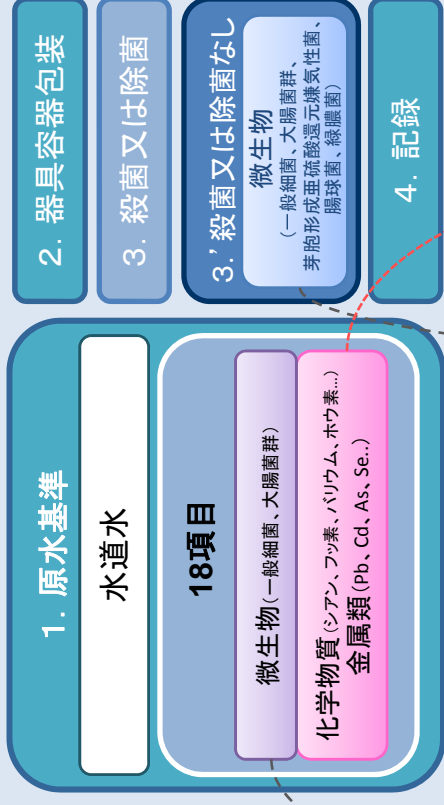 1. 原水基準
水道水
18項目
微生物(一般細菌、大腸菌群)
化学物質(シアン、フッ素、バリウム、ホウ素…)
金属類(Pb、Cd、As、Se..)
2. 器具容器包装
3. 殺菌又は除菌
3.’殺菌又は除菌なし
微生物
(一般細菌、大腸菌群、
芽胞形成亜硫酸還元嫌気性菌、
腸球菌、緑膿菌)
4. 記録